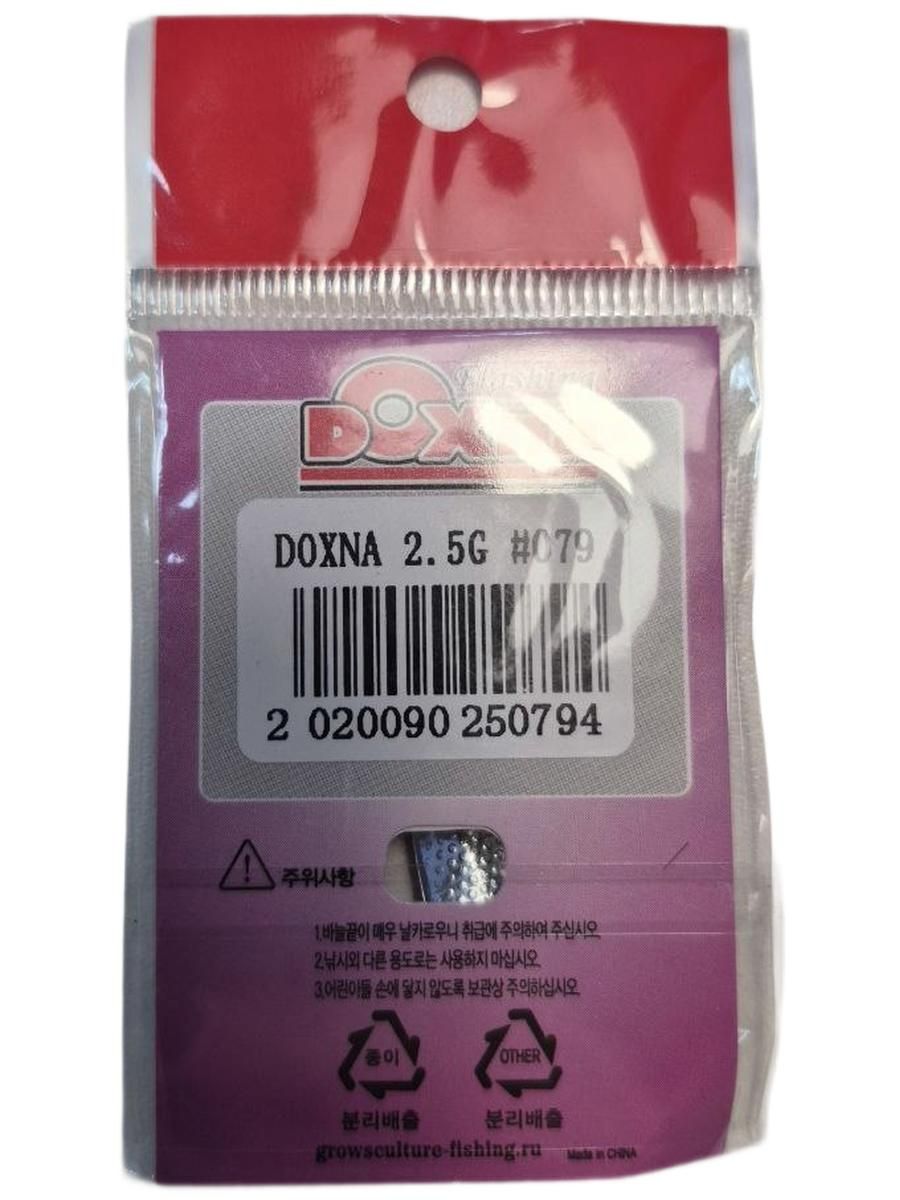 Fishing
DOX
DOXNA 2.5G #079
2 020090 250794
주위사항
1.바늘끝이 매우 날카로우니 취급에 주의하여 주십시오.
2.낚시외 다른 용도로는 사용하지 마십시오.
3.어린아들 손에 닿지 않도록 보관상 주의하십시오.
종이 OTHER
분리배출 분리배출
growsculture-fishing.ru Made in CHINA